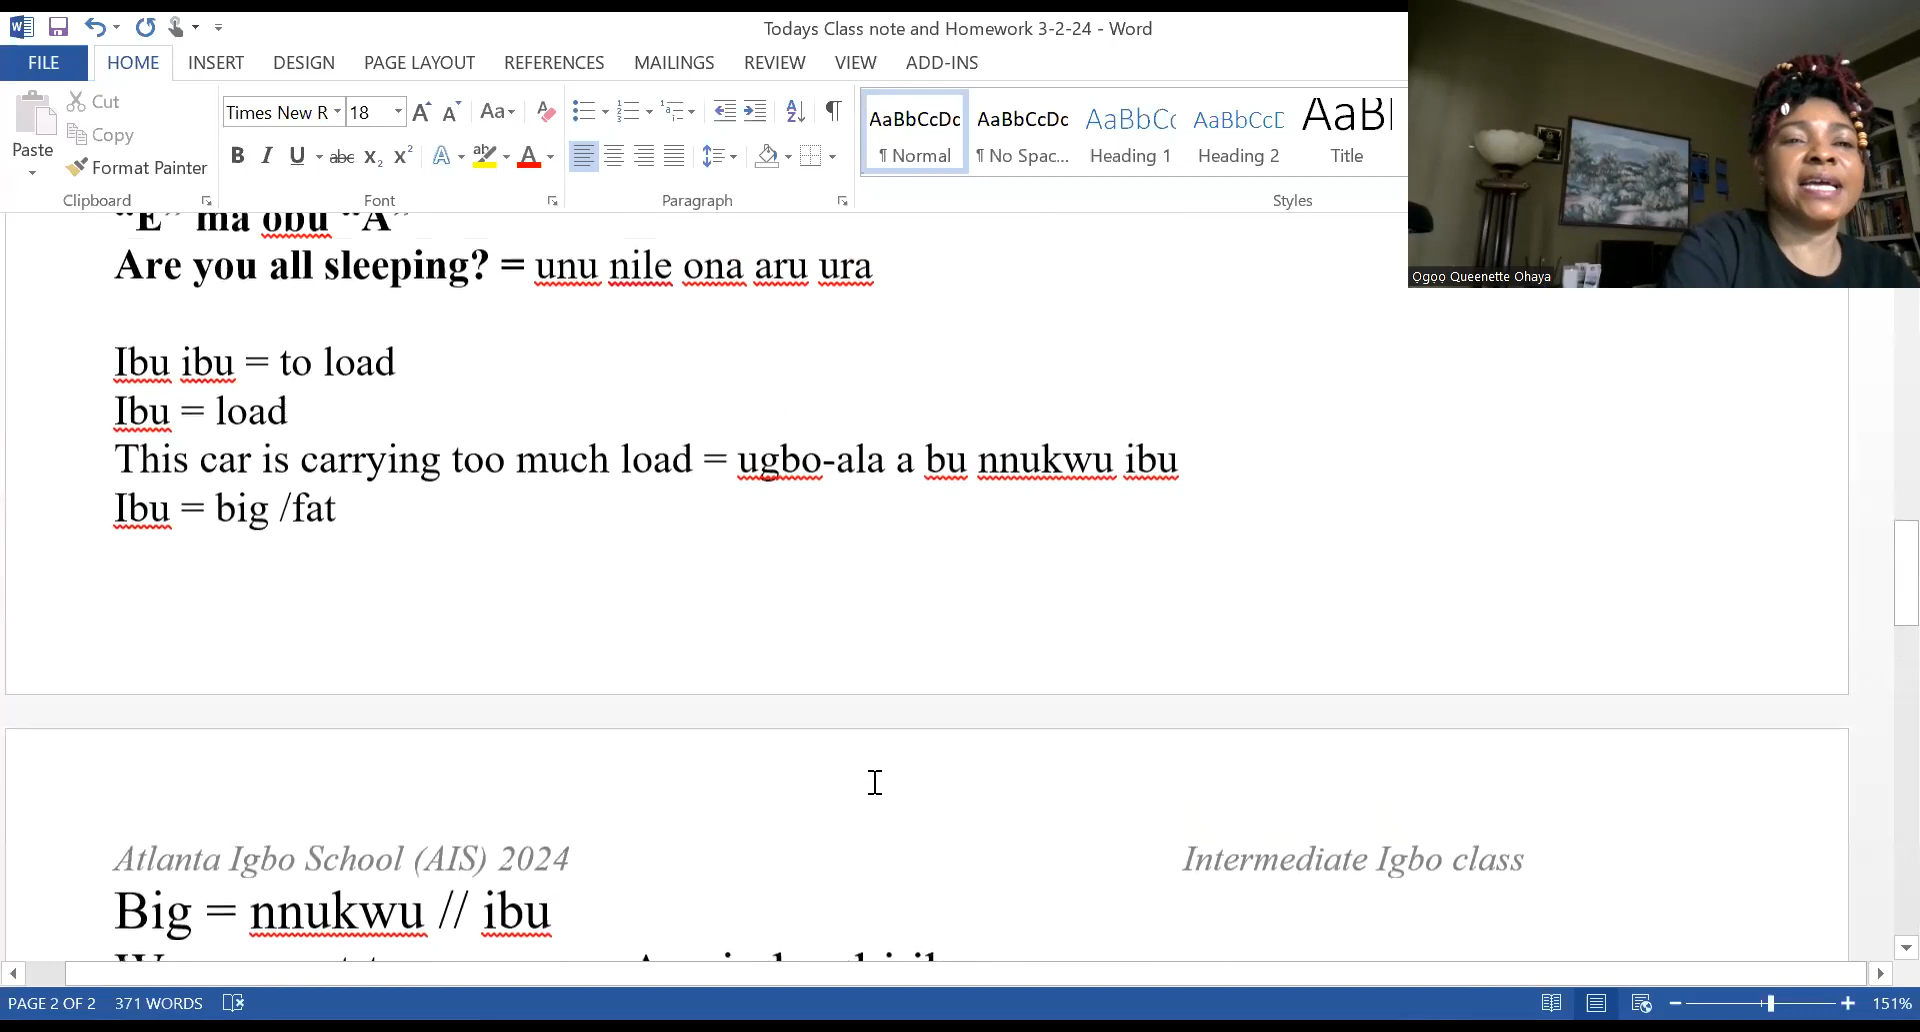 Todays Class note and Homework 3-2-24 - Word
FILE HOME INSERT DESIGN PAGE LAYOUT REFERENCES MAILINGS REVIEW VIEW ADD-INS
Cut
Copy
Format Painter
Paste
Clipboard
Times New R 18
Font
Paragraph
AaBbCcDc AaBbCcDc AaBbCc AaBbCcD AaBl
¶ Normal ¶ No Spac... Heading 1 Heading 2 Title
Styles
Ọgọọ Queenette Ohaya
“E” ma obu “A”
Are you all sleeping? = unu nile ona aru ura
Ibu ibu = to load
Ibu = load
This car is carrying too much load = ugbo-ala a bu nnukwu ibu
Ibu = big /fat
Atlanta Igbo School (AIS) 2024 Intermediate Igbo class
Big = nnukwu // ibu
PAGE 2 OF 2 371 WORDS 151%